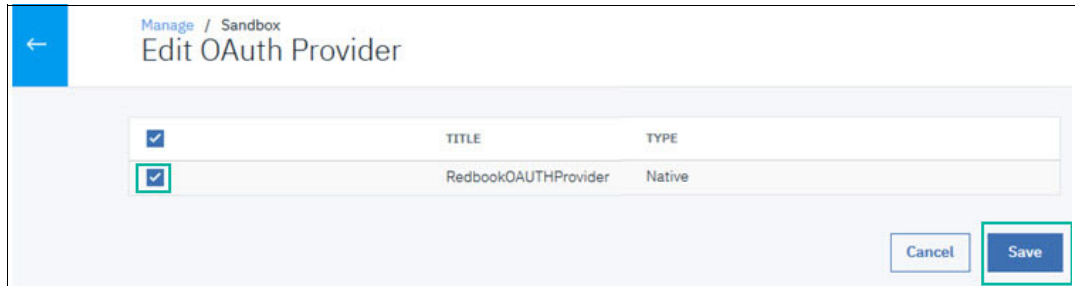 Manage / Sandbox
Edit OAuth Provider
TITLE TYPE
RedbookOAUTHProvider Native
Cancel Save